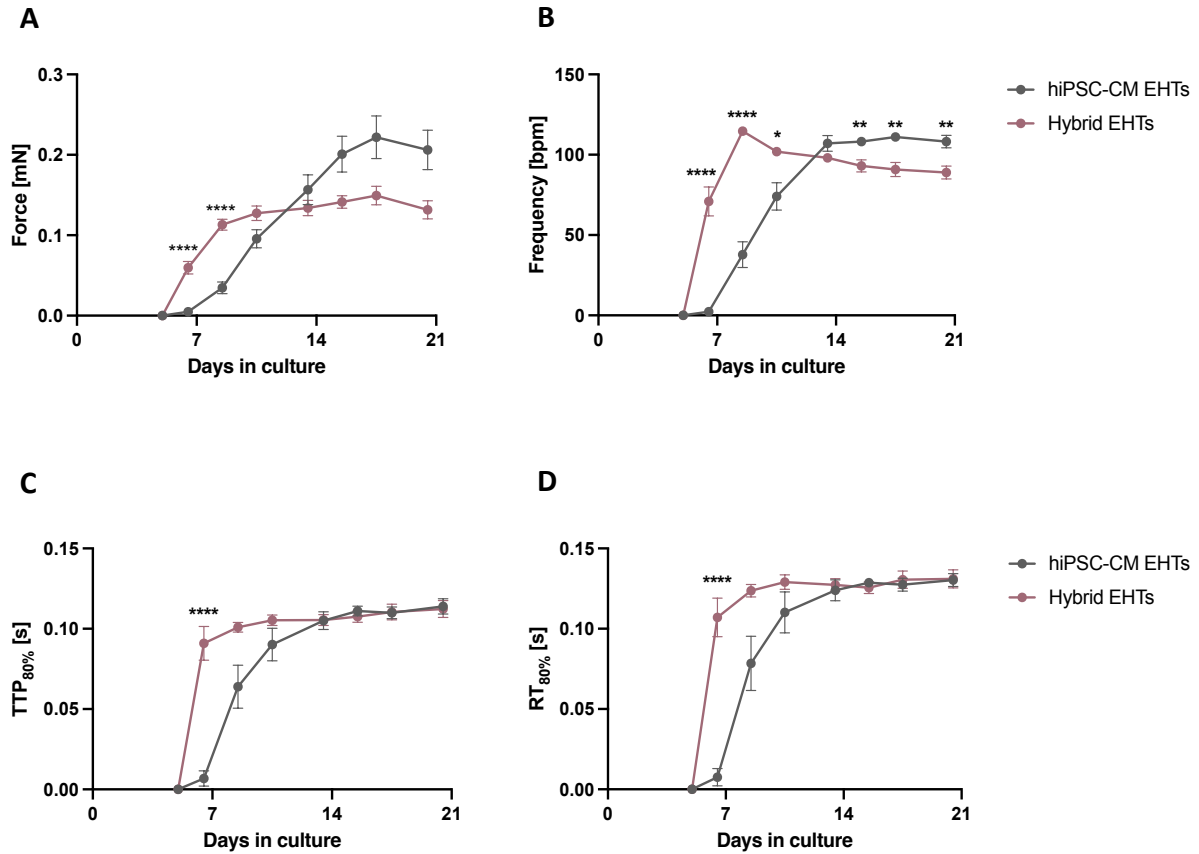 A
B
0.3
0.2
0.1
0.0
Force [mN]
****
****
0
7
14
21
Days in culture
150
100
50
0
Frequency [bpm]
****
****
*
**
**
**
0
7
14
21
Days in culture
hiPSC-CM EHTs
Hybrid EHTs
C
D
0.15
0.10
0.05
0.00
TTP80% [s]
****
0
7
14
21
Days in culture
0.15
0.10
0.05
0.00
RT80% [s]
****
0
7
14
21
Days in culture
hiPSC-CM EHTs
Hybrid EHTs